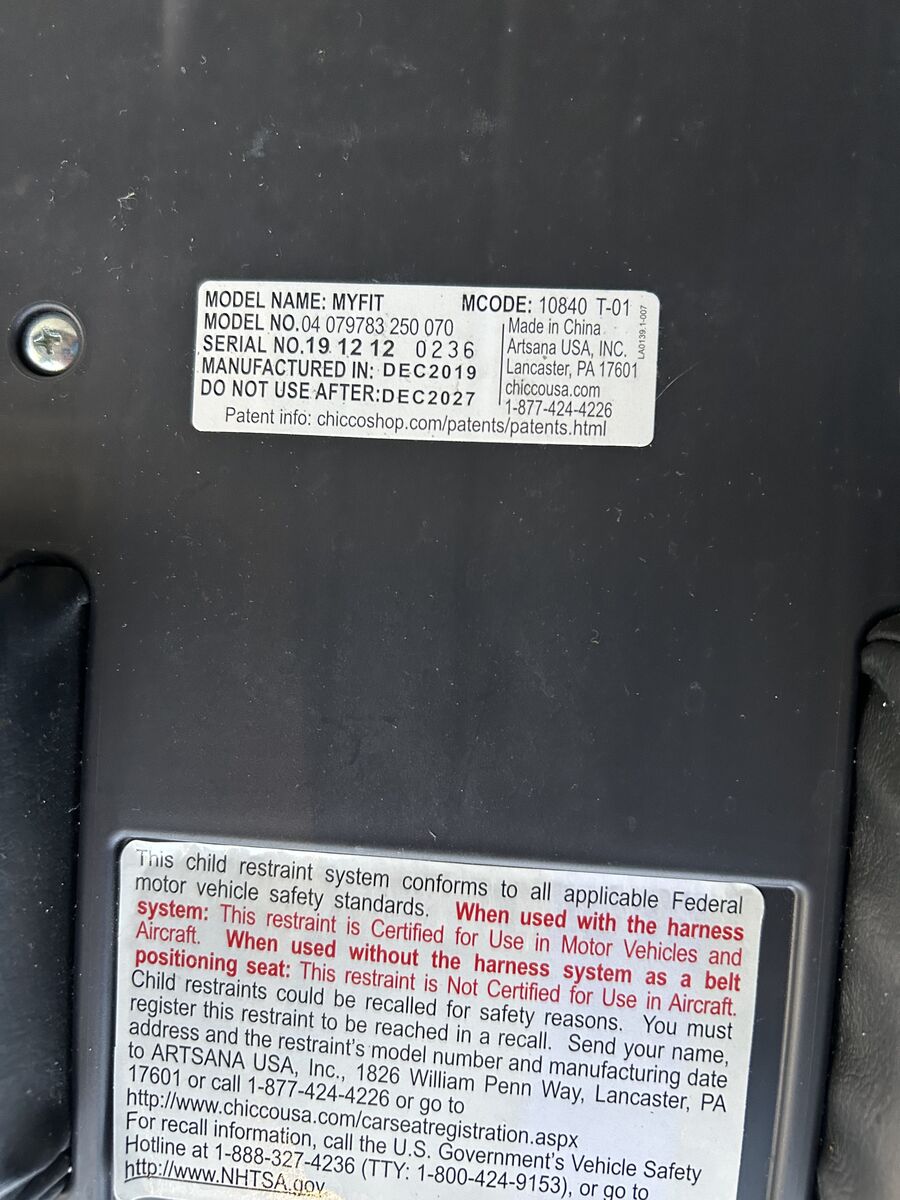 MODEL NAME: MYFIT MCODE: 10840 T-01
MODEL NO. 04 079783 250 070
SERIAL NO. 19 12 12 0236
MANUFACTURED IN: DEC2019
DO NOT USE AFTER:DEC2027
Made in China
Artsana USA, INC.
Lancaster, PA 17601
chiccousa.com
1-877-424-4226
LA0139.1-007
Patent info: chiccoshop.com/patents/patents.html
This child restraint system conforms to all applicable Federal
motor vehicle safety standards. When used with the harness
system: This restraint is Certified for Use in Motor Vehicles and
Aircraft. When used without the harness system as a belt
positioning seat: This restraint is Not Certified for Use in Aircraft.
Child restraints could be recalled for safety reasons. You must
register this restraint to be reached in a recall. Send your name,
address and the restraint's model number and manufacturing date
to ARTSANA USA, Inc., 1826 William Penn Way, Lancaster, PA
17601 or call 1-877-424-4226 or go to
http://www.chiccousa.com/carseatregistration.aspx
For recall information, call the U.S. Government's Vehicle Safety
Hotline at 1-888-327-4236 (TTY: 1-800-424-9153), or go to
http://www.NHTSA.gov